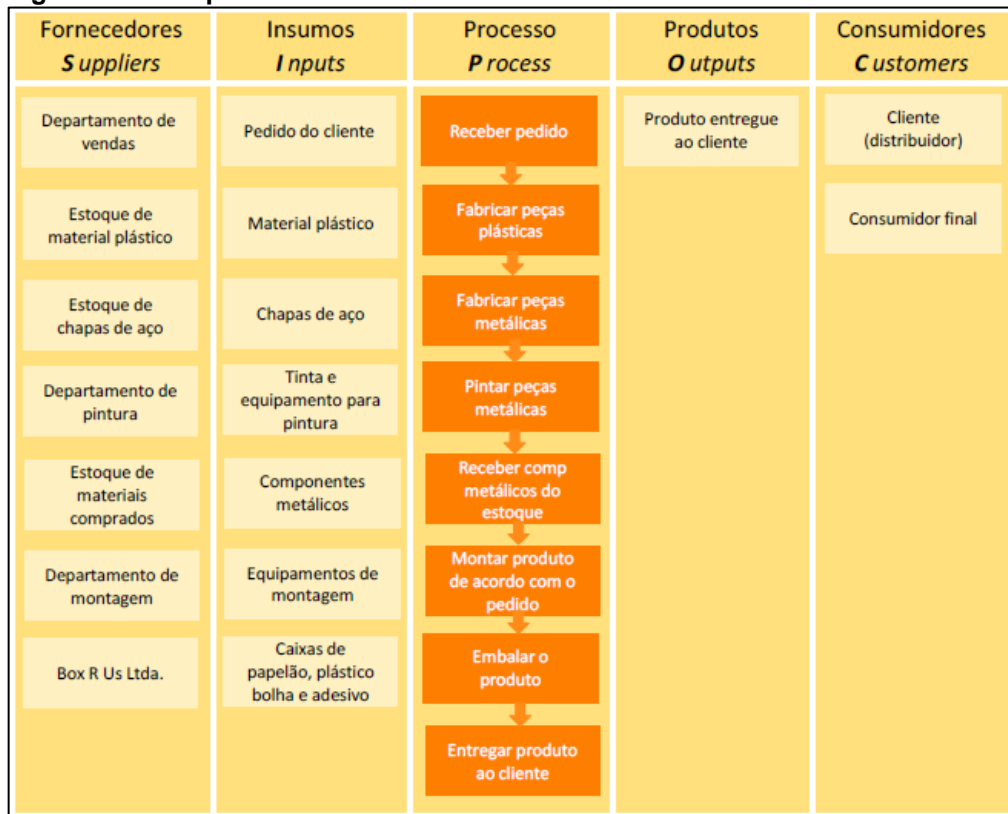 Fornecedores
Suppliers
Insumos
Inputs
Processo
Process
Produtos
Outputs
Consumidores
Customers
Departamento de
vendas
Pedido do cliente
Receber pedido
Produto entregue
ao cliente
Cliente
(distribuidor)
Estoque de
material plástico
Material plástico
Fabricar peças
plásticas
Consumidor final
Estoque de
chapas de aço
Chapas de aço
Fabricar peças
metálicas
Departamento de
pintura
Tinta e
equipamento para
pintura
Pintar peças
metálicas
Estoque de
materiais
comprados
Componentes
metálicos
Receber comp
metálicos do
estoque
Departamento de
montagem
Equipamentos de
montagem
Montar produto
de acordo com o
pedido
Box R Us Ltda.
Caixas de
papelão, plástico
bolha e adesivo
Embalar o
produto
Entregar produto
ao cliente